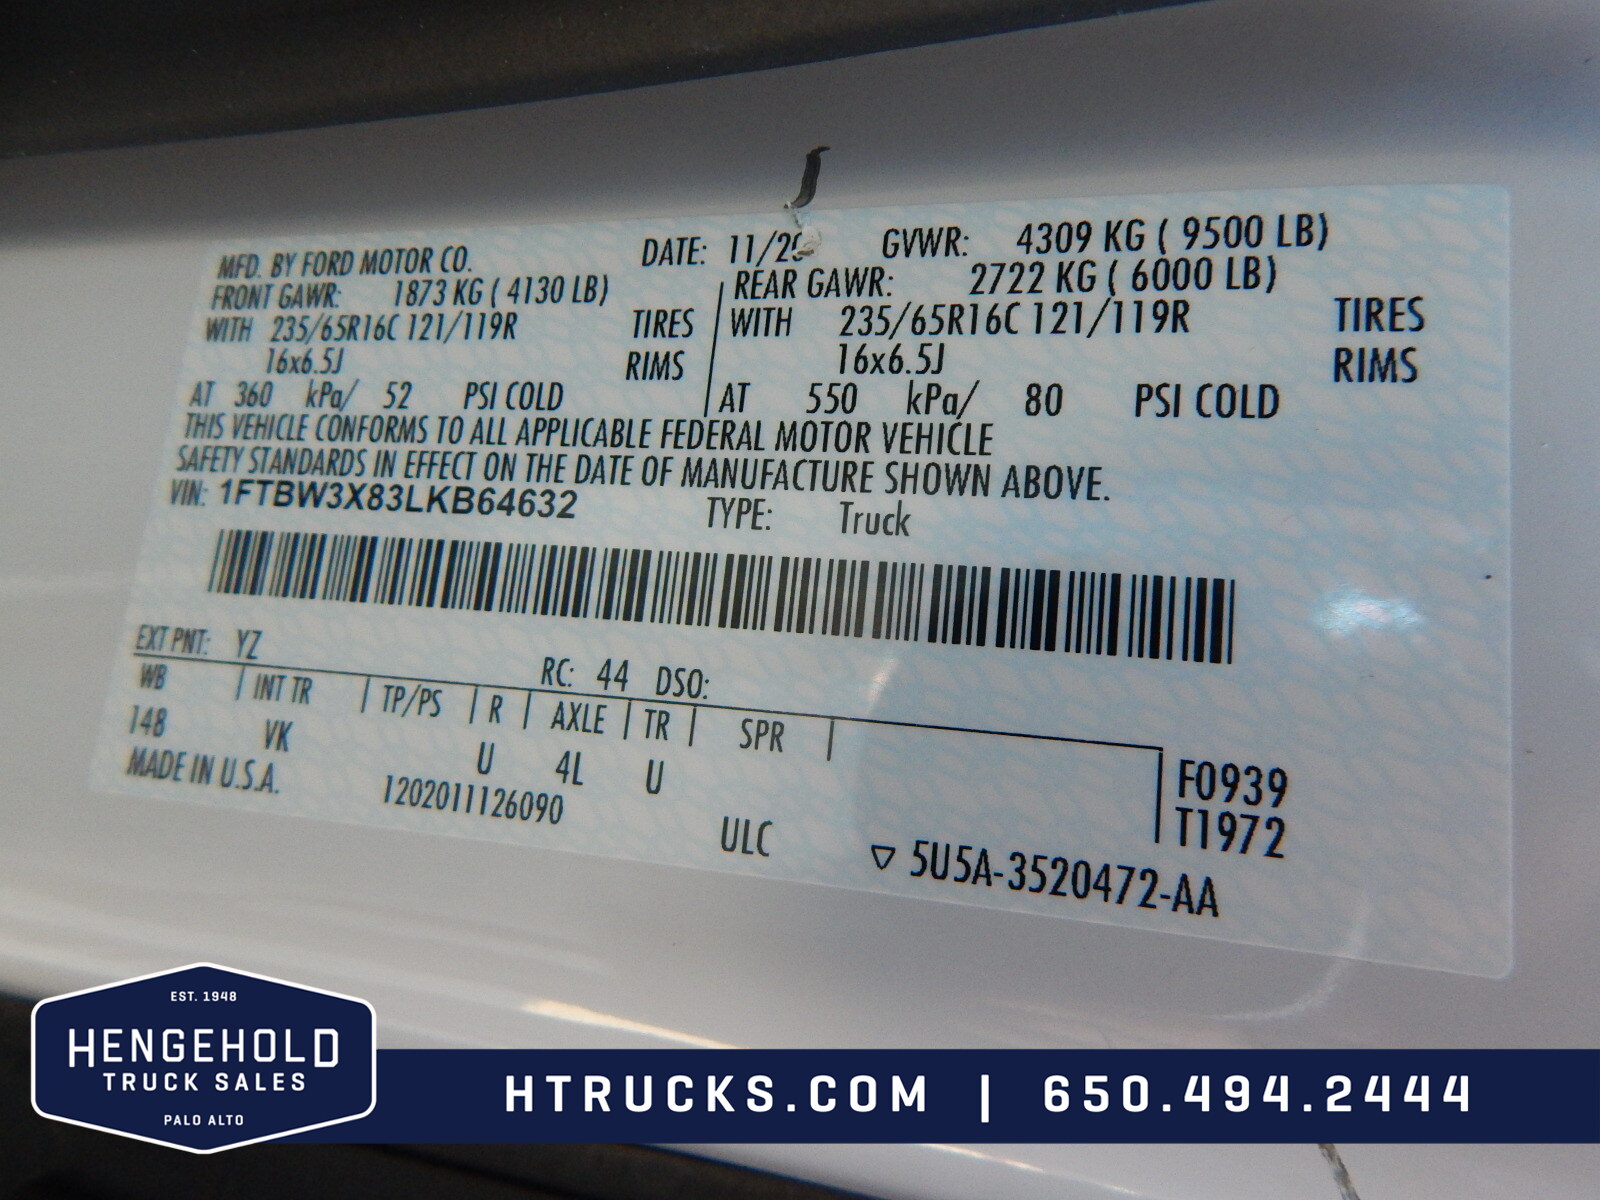 MFD. BY FORD MOTOR CO. DATE: 11/20 GVWR: 4309 KG ( 9500 LB)
FRONT GAWR: 1873 KG ( 4130 LB) REAR GAWR: 2722 KG ( 6000 LB)
WITH 235/65R16C 121/119R TIRES WITH 235/65R16C 121/119R TIRES
16x6.5J RIMS 16x6.5J RIMS
AT 360 kPa/ 52 PSI COLD AT 550 kPa/ 80 PSI COLD
THIS VEHICLE CONFORMS TO ALL APPLICABLE FEDERAL MOTOR VEHICLE
SAFETY STANDARDS IN EFFECT ON THE DATE OF MANUFACTURE SHOWN ABOVE.
VIN: 1FTBW3X83LKB64632 TYPE: Truck
EXT PNT: YZ RC: 44 DSO:
WB INT TR TP/PS R AXLE TR SPR
148 VK U 4L U F0939
T1972
MADE IN U.S.A. 1202011126090 ULC ▽ 5U5A-3520472-AA
EST. 1948
HENGEHOLD
TRUCK SALES
PALO ALTO
HTRUCKS.COM | 650.494.2444